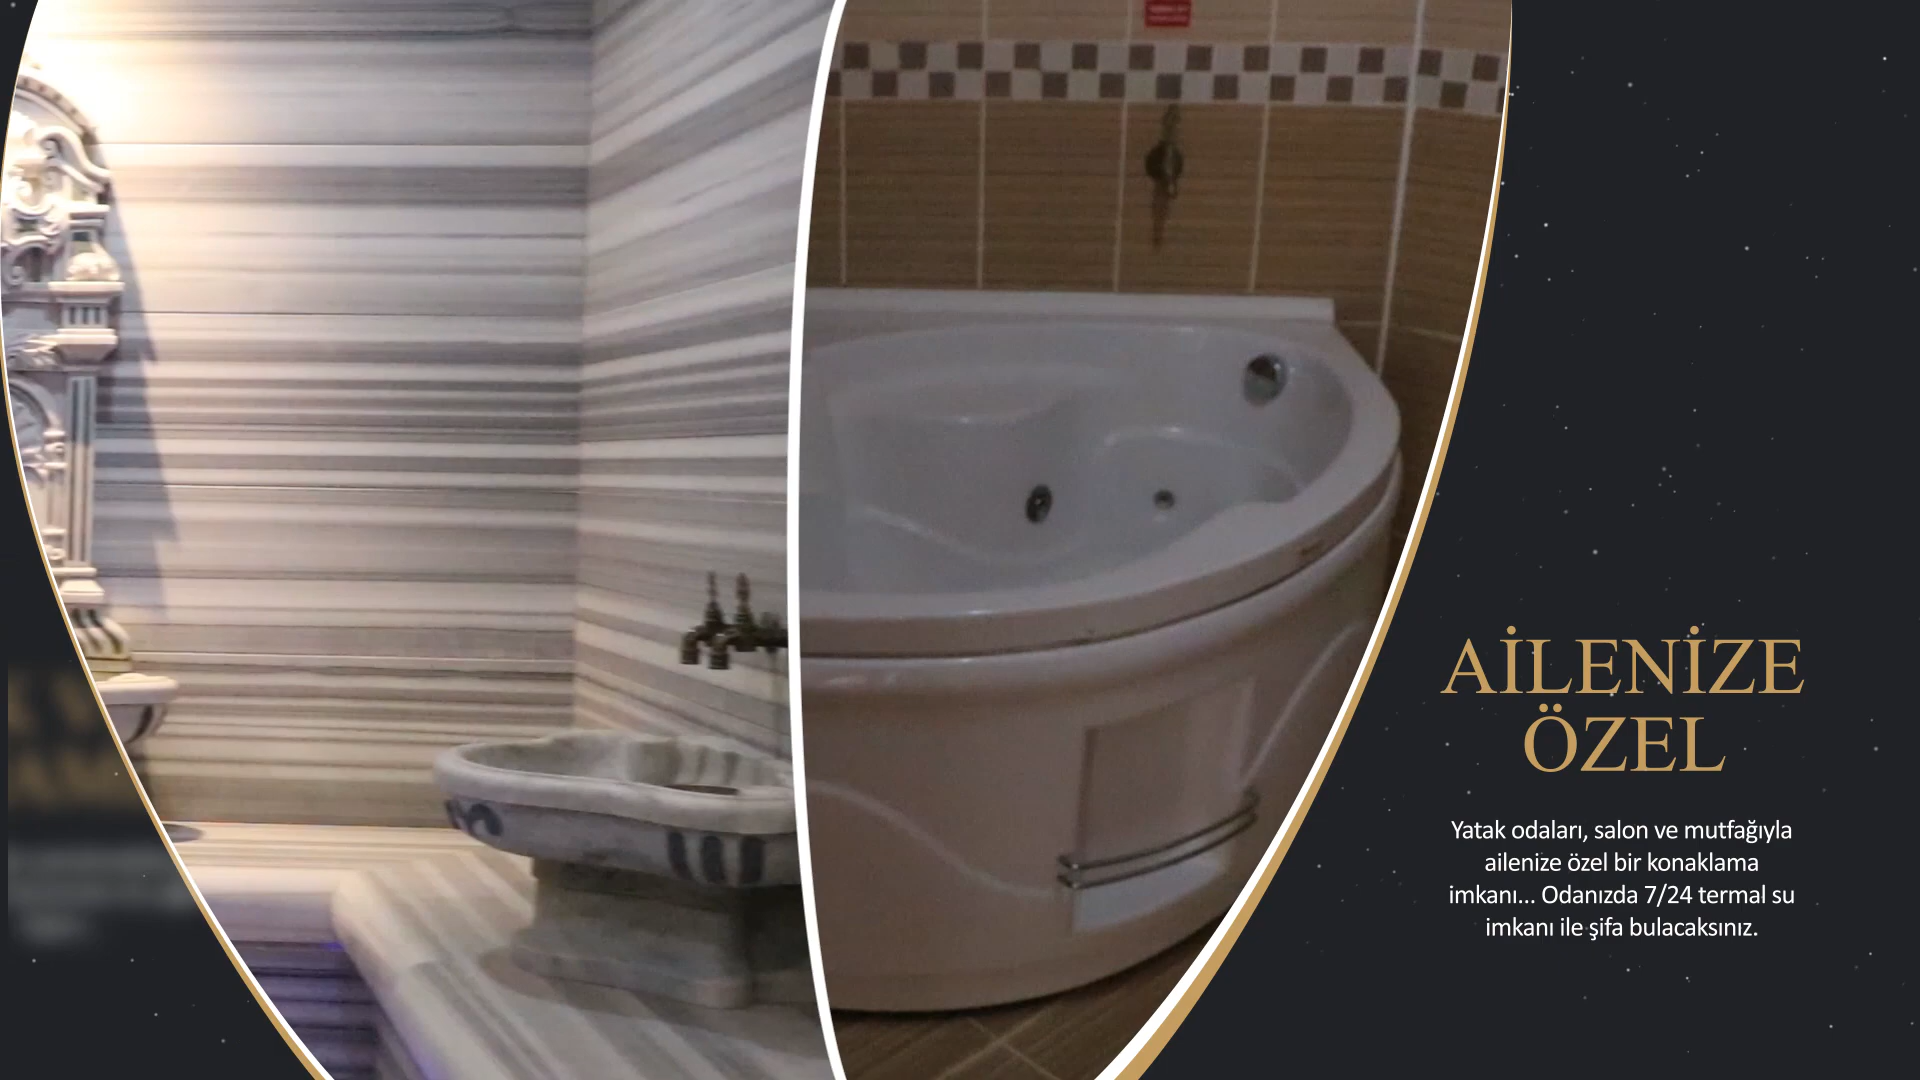 AİLENİZE
ÖZEL
Yatak odaları, salon ve mutfağıyla
ailenize özel bir konaklama
imkanı... Odanızda 7/24 termal su
imkanı ile şifa bulacaksınız.